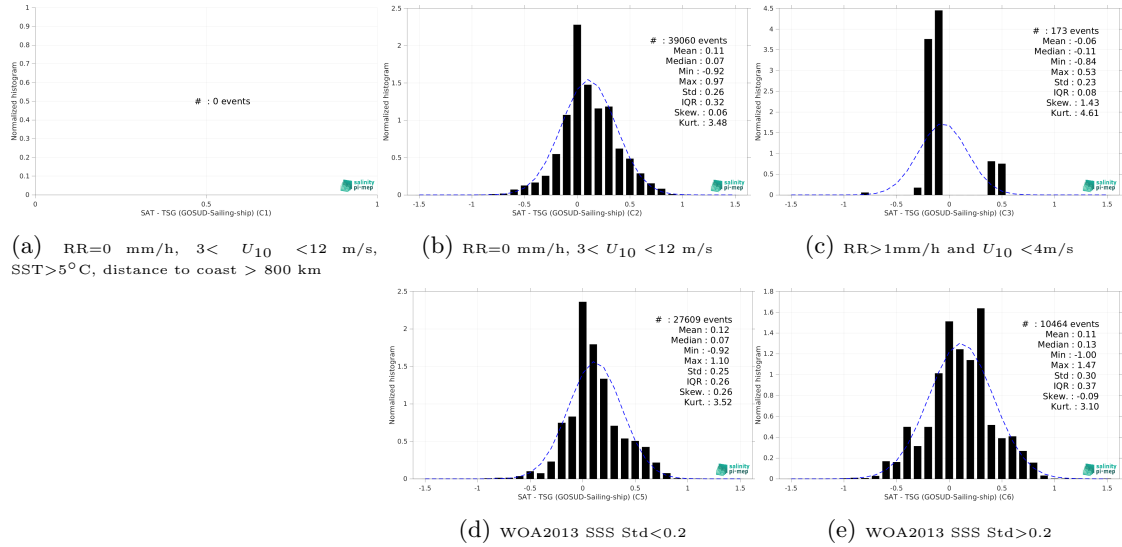 1
0.9
0.8
0.7
0.6
0.5
0.4
0.3
0.2
0.1
0
Normalized histogram
# : 0 events
salinity
pi-mep
0 0.5 1
SAT - TSG (GOSUD-Sailing-ship) (C1)
(a) RR=0 mm/h, 3< U10 <12 m/s,
SST>5°C, distance to coast > 800 km
2.5
2
1.5
1
0.5
0
Normalized histogram
# : 39060 events
Mean : 0.11
Median : 0.07
Min : -0.92
Max : 0.97
Std : 0.26
IQR : 0.32
Skew. : 0.06
Kurt. : 3.48
salinity
pi-mep
-1.5 -1 -0.5 0 0.5 1 1.5
SAT - TSG (GOSUD-Sailing-ship) (C2)
(b) RR=0 mm/h, 3< U10 <12 m/s
4.5
4
3.5
3
2.5
2
1.5
1
0.5
0
Normalized histogram
# : 173 events
Mean : -0.06
Median : -0.11
Min : -0.84
Max : 0.53
Std : 0.23
IQR : 0.08
Skew. : 1.43
Kurt. : 4.61
salinity
pi-mep
-1.5 -1 -0.5 0 0.5 1 1.5
SAT - TSG (GOSUD-Sailing-ship) (C3)
(c) RR>1mm/h and U10 <4m/s
2.5
2
1.5
1
0.5
0
Normalized histogram
# : 27609 events
Mean : 0.12
Median : 0.07
Min : -0.92
Max : 1.10
Std : 0.25
IQR : 0.26
Skew. : 0.26
Kurt. : 3.52
salinity
pi-mep
-1.5 -1 -0.5 0 0.5 1 1.5
SAT - TSG (GOSUD-Sailing-ship) (C5)
(d) WOA2013 SSS Std<0.2
1.8
1.6
1.4
1.2
1
0.8
0.6
0.4
0.2
0
Normalized histogram
# : 10464 events
Mean : 0.11
Median : 0.13
Min : -1.00
Max : 1.47
Std : 0.30
IQR : 0.37
Skew. : -0.09
Kurt. : 3.10
salinity
pi-mep
-1.5 -1 -0.5 0 0.5 1 1.5
SAT - TSG (GOSUD-Sailing-ship) (C6)
(e) WOA2013 SSS Std>0.2